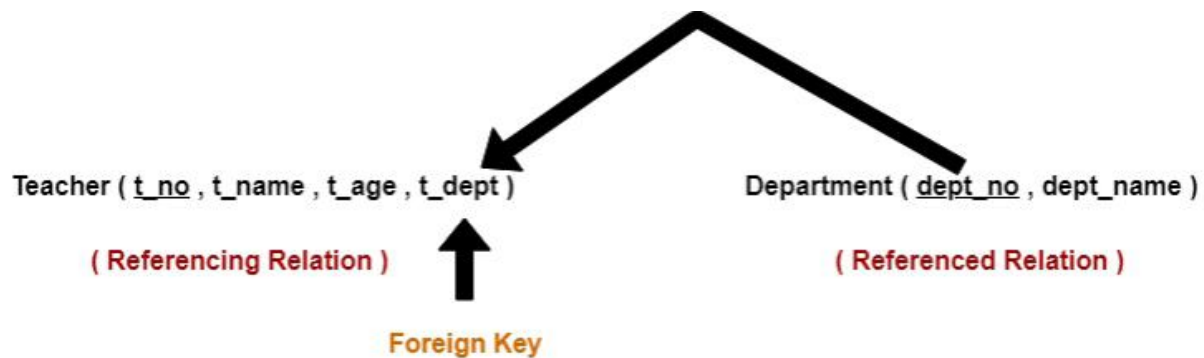 Teacher ( t_no , t_name , t_age , t_dept ) Department ( dept_no , dept_name )
( Referencing Relation ) ( Referenced Relation )
Foreign Key